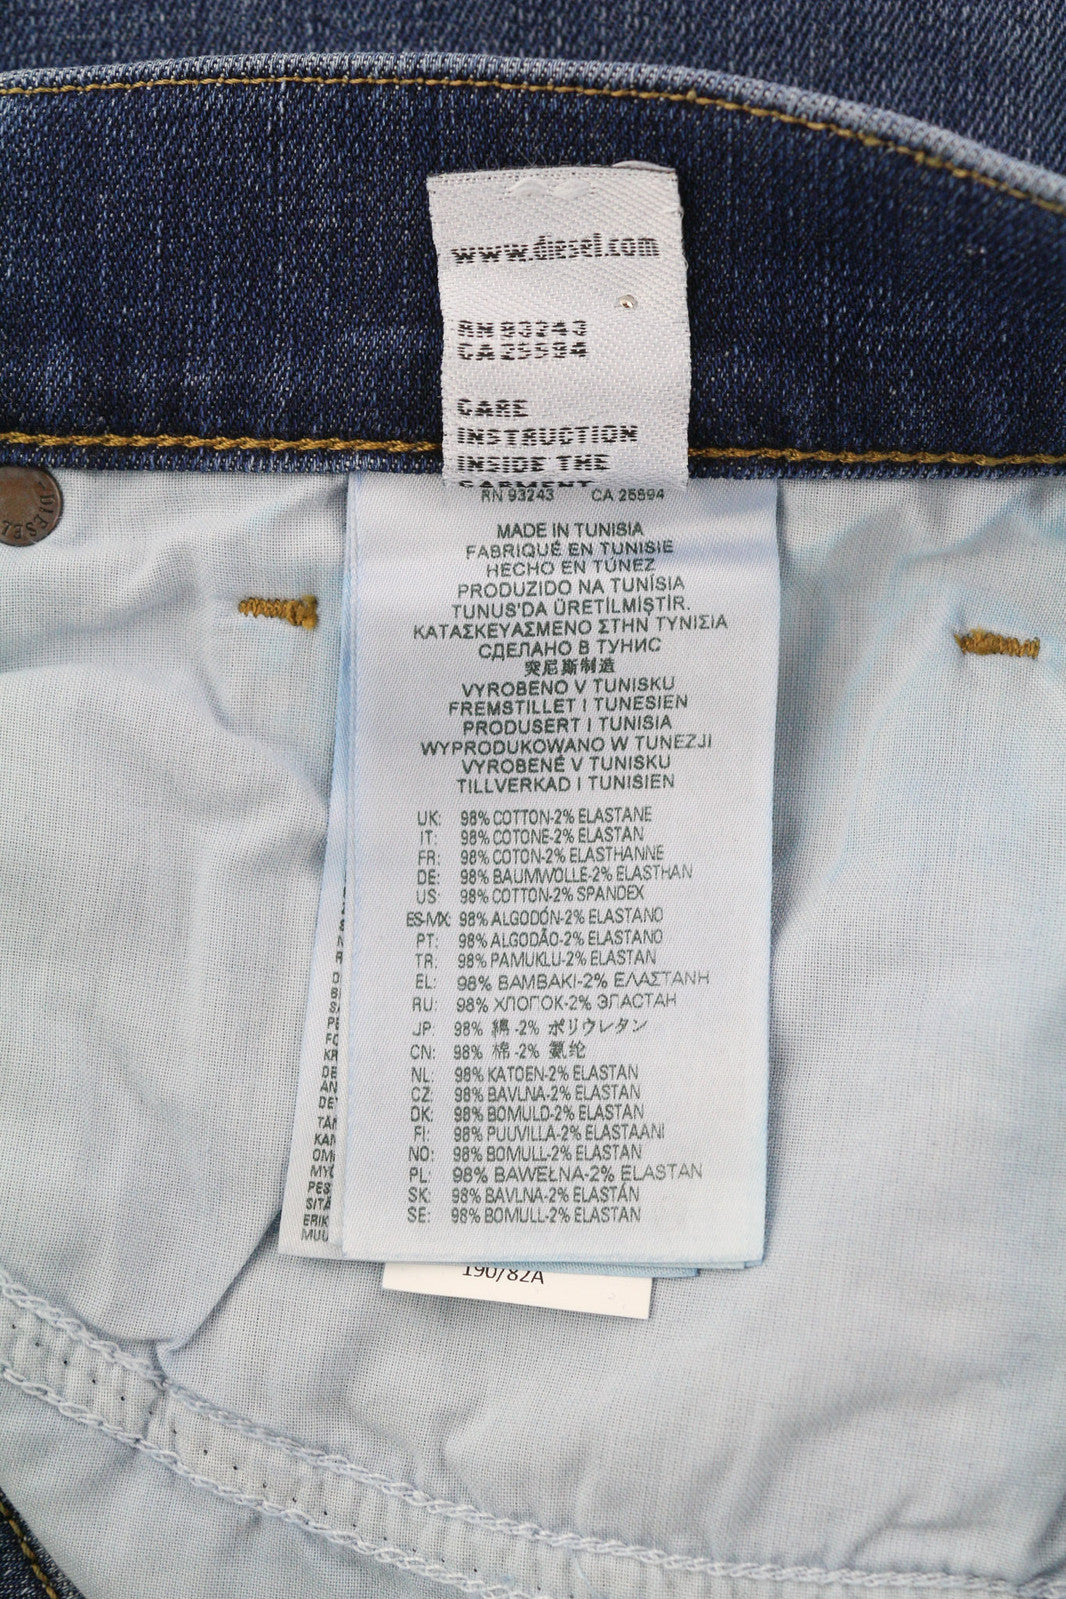 www.diesel.com
RN 93243
CA 25594
CARE
INSTRUCTION
INSIDE THE
GARMENT
RN 93243 CA 25594
MADE IN TUNISIA
FABRIQUÉ EN TUNISIE
HECHO EN TÚNEZ
PRODUZIDO NA TUNÍSIA
TUNUS'DA ÜRETİLMİŞTİR.
ΚΑΤΑΣΚΕΥΑΣΜΕΝΟ ΣΤΗΝ ΤΥΝΙΣΙΑ
СДЕЛАНО В ТУНИС
突尼斯制造
VYROBENO V TUNISKU
FREMSTILLET I TUNESIEN
PRODUSERT I TUNISIA
WYPRODUKOWANO W TUNEZJI
VYROBENÉ V TUNISKU
TILLVERKAD I TUNISIEN
UK: 98% COTTON-2% ELASTANE
IT: 98% COTONE-2% ELASTAN
FR: 98% COTON-2% ELASTHANNE
DE: 98% BAUMWOLLE-2% ELASTHAN
US: 98% COTTON-2% SPANDEX
ES-MX: 98% ALGODÓN-2% ELASTANO
PT: 98% ALGODÃO-2% ELASTANO
TR: 98% PAMUKLU-2% ELASTAN
EL: 98% ΒΑΜΒΑΚΙ-2% ΕΛΑΣΤΑΝΗ
RU: 98% ХЛОПОК-2% ЭЛАСТАН
JP: 98% 綿 -2% ポリウレタン
CN: 98% 棉 -2% 氨纶
NL: 98% KATOEN-2% ELASTAN
CZ: 98% BAVLNA-2% ELASTAN
DK: 98% BOMULD-2% ELASTAN
FI: 98% PUUVILLA-2% ELASTAANI
NO: 98% BOMULL-2% ELASTAN
PL: 98% BAWEŁNA-2% ELASTAN
SK: 98% BAVLNA-2% ELASTÁN
SE: 98% BOMULL-2% ELASTAN
190/82A
DIESEL